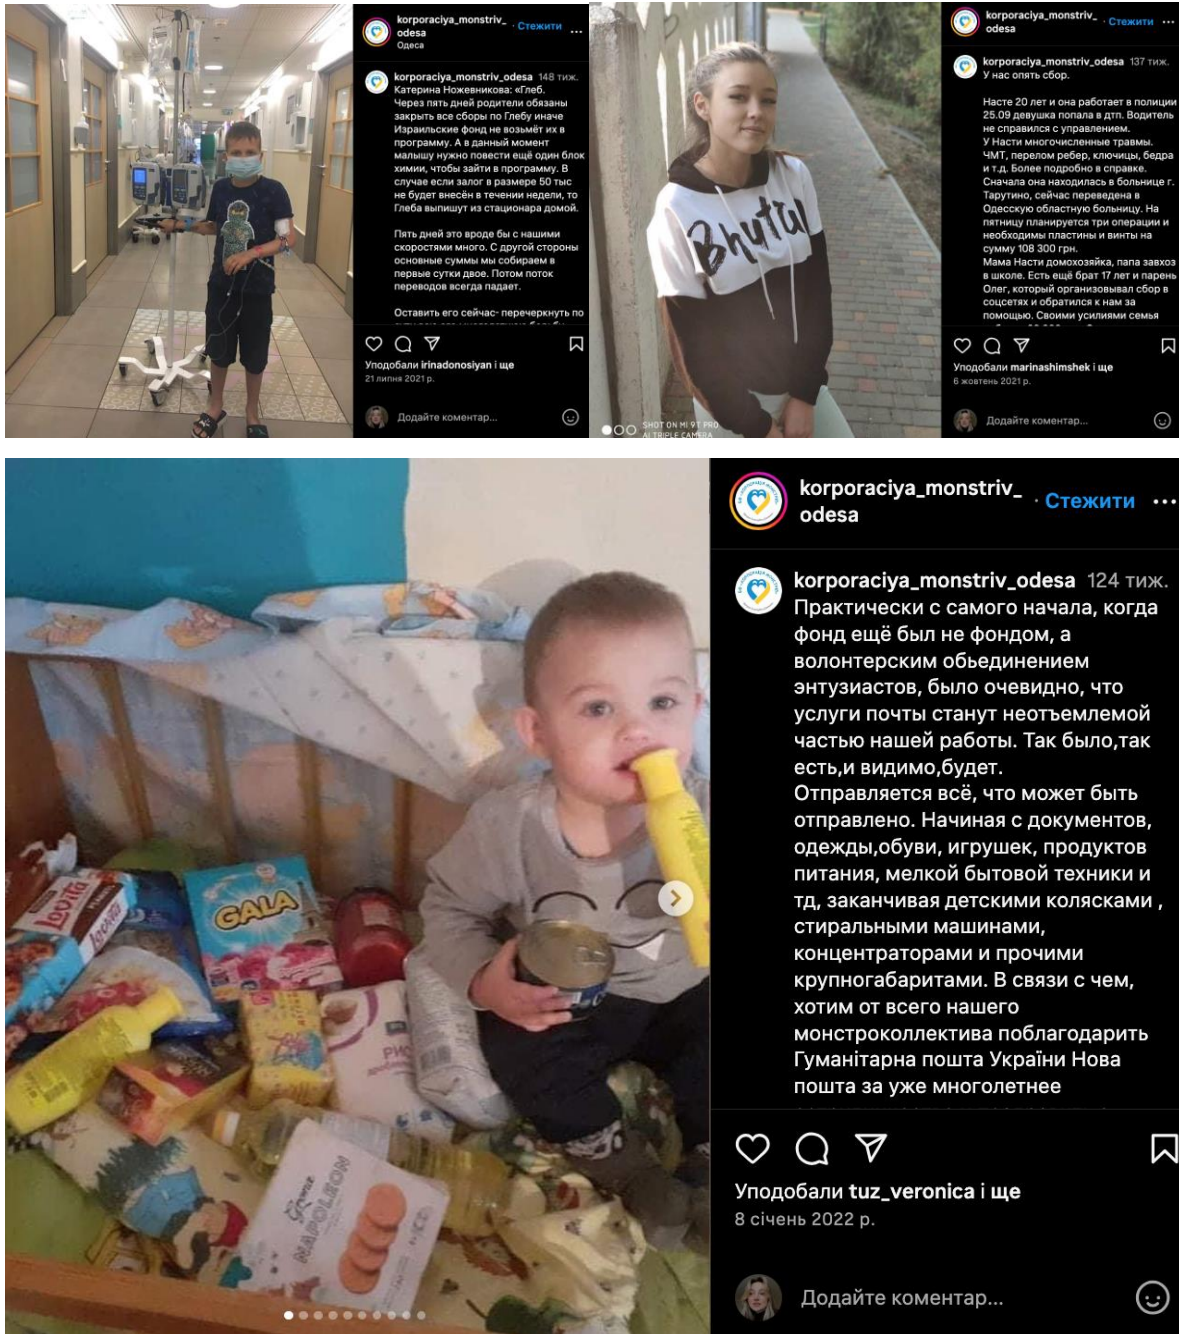 korporaciya_monstriv_
odesa
· Стежити
Одеса
korporaciya_monstriv_odesa 148 тиж.
Катерина Ножевникова: «Глеб.
Через пять дней родители обязаны
закрыть все сборы по Глебу иначе
Израильские фонд не возьмёт их в
программу. А в данный момент
малышу нужно повести ещё один блок
химии, чтобы зайти в программу. В
случае если залог в размере 50 тыс
не будет внесён в течении недели, то
Глеба выпишут из стационара домой.
Пять дней это вроде бы с нашими
скоростями много. С другой стороны
основные суммы мы собираем в
первые сутки двое. Потом поток
переводов всегда падает.
Оставить его сейчас- перечеркнуть по
Уподобали irinadonosiyan і ще
21 липня 2021 р.
Додайте коментар...
Bhutu
SHOT ON MI 9T PRO
AI TRIPLE CAMERA
korporaciya_monstriv_
odesa
· Стежити
korporaciya_monstriv_odesa 137 тиж.
У нас опять сбор.
Насте 20 лет и она работает в полиции
25.09 девушка попала в дтп. Водитель
не справился с управлением.
У Насти многочисленные травмы.
ЧМТ, перелом ребер, ключицы, бедра
и т.д. Более подробно в справке.
Сначала она находилась в больнице г.
Тарутино, сейчас переведена в
Одесскую областную больницу. На
пятницу планируется три операции и
необходимы пластины и винты на
сумму 108 300 грн.
Мама Насти домохозяйка, папа завхоз
в школе. Есть ещё брат 17 лет и парень
Олег, который организовывал сбор в
соцсетях и обратился к нам за
помощью. Своими усилиями семья
Уподобали marinashimshek і ще
6 жовтень 2021 р.
Додайте коментар...
Lovita
Lovita
GALA
РИС
Grona
NAPOLEON
korporaciya_monstriv_
odesa
· Стежити
korporaciya_monstriv_odesa 124 тиж.
Практически с самого начала, когда
фонд ещё был не фондом, а
волонтерским обьединением
энтузиастов, было очевидно, что
услуги почты станут неотъемлемой
частью нашей работы. Так было,так
есть,и видимо,будет.
Отправляется всё, что может быть
отправлено. Начиная с документов,
одежды,обуви, игрушек, продуктов
питания, мелкой бытовой техники и
тд, заканчивая детскими колясками ,
стиральными машинами,
концентраторами и прочими
крупногабаритами. В связи с чем,
хотим от всего нашего
монстроколлектива поблагодарить
Гуманітарна пошта України Нова
пошта за уже многолетнее
Уподобали tuz_veronica і ще
8 січень 2022 р.
Додайте коментар...